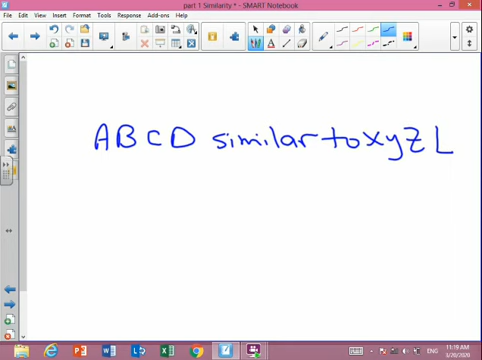 part 1 Similarity * - SMART Notebook
File Edit View Insert Format Tools Response Add-ons Help
ABCD similar to xyZL
ENG
11:19 AM
3/20/2020